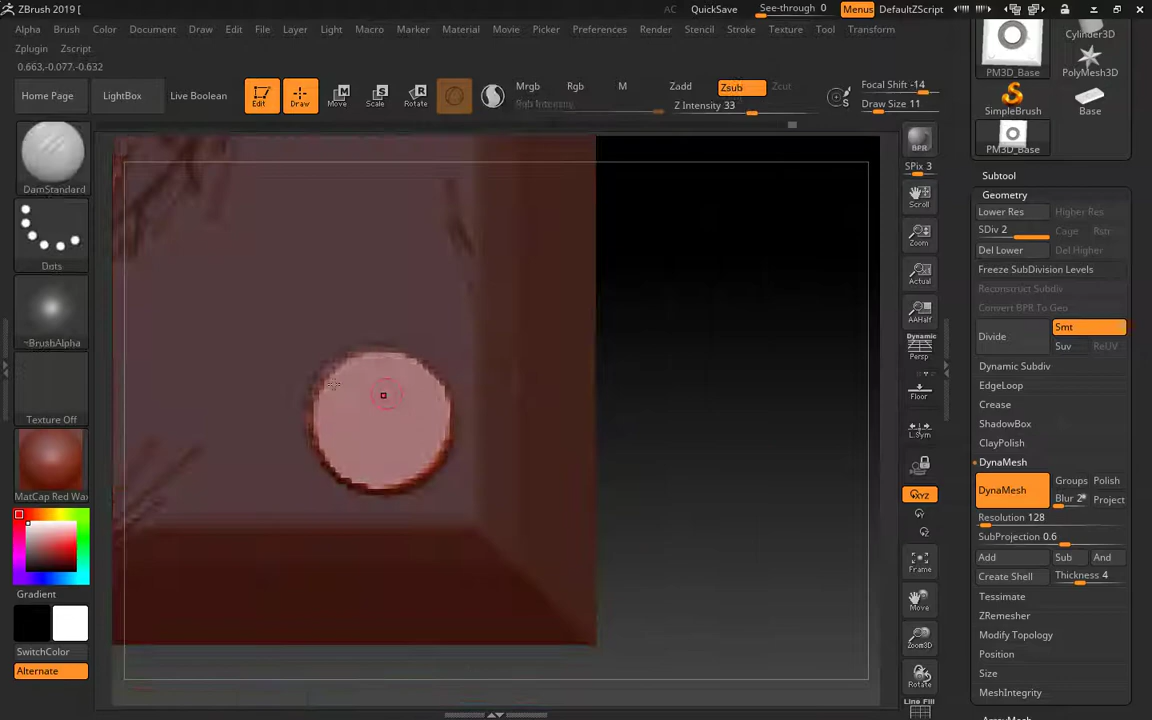 ZBrush 2019 [
AC QuickSave See-through 0 Menus DefaultZScript
Alpha Brush Color Document Draw Edit File Layer Light Macro Marker Material Movie Picker Preferences Render Stencil Stroke Texture Tool Transform
Zplugin Zscript
0.663,-0.077,-0.632
Home Page LightBox Live Boolean Edit Draw Move Scale Rotate
Mrgb Rgb M
Rgb Intensity
Zadd Zsub Zcut
Z Intensity 33
Focal Shift -14
Draw Size 11
DamStandard
Dots
~BrushAlpha
Texture Off
MatCap Red Wax
Gradient
SwitchColor
Alternate
BPR
SPix 3
Scroll
Zoom
Actual
AAHalf
Dynamic
Persp
Floor
L.Sym
XYZ
Frame
Move
Zoom3D
Rotate
Line Fill
Cylinder3D
PM3D_Base PolyMesh3D
SimpleBrush Base
PM3D_Base
Subtool
Geometry
Lower Res Higher Res
SDiv 2 Cage Rstr
Del Lower Del Higher
Freeze SubDivision Levels
Reconstruct Subdiv
Convert BPR To Geo
Divide Smt
Suv ReUV
Dynamic Subdiv
EdgeLoop
Crease
ShadowBox
ClayPolish
DynaMesh
DynaMesh Groups Polish
Blur 2 Project
Resolution 128
SubProjection 0.6
Add Sub And
Create Shell Thickness 4
Tessimate
ZRemesher
Modify Topology
Position
Size
MeshIntegrity